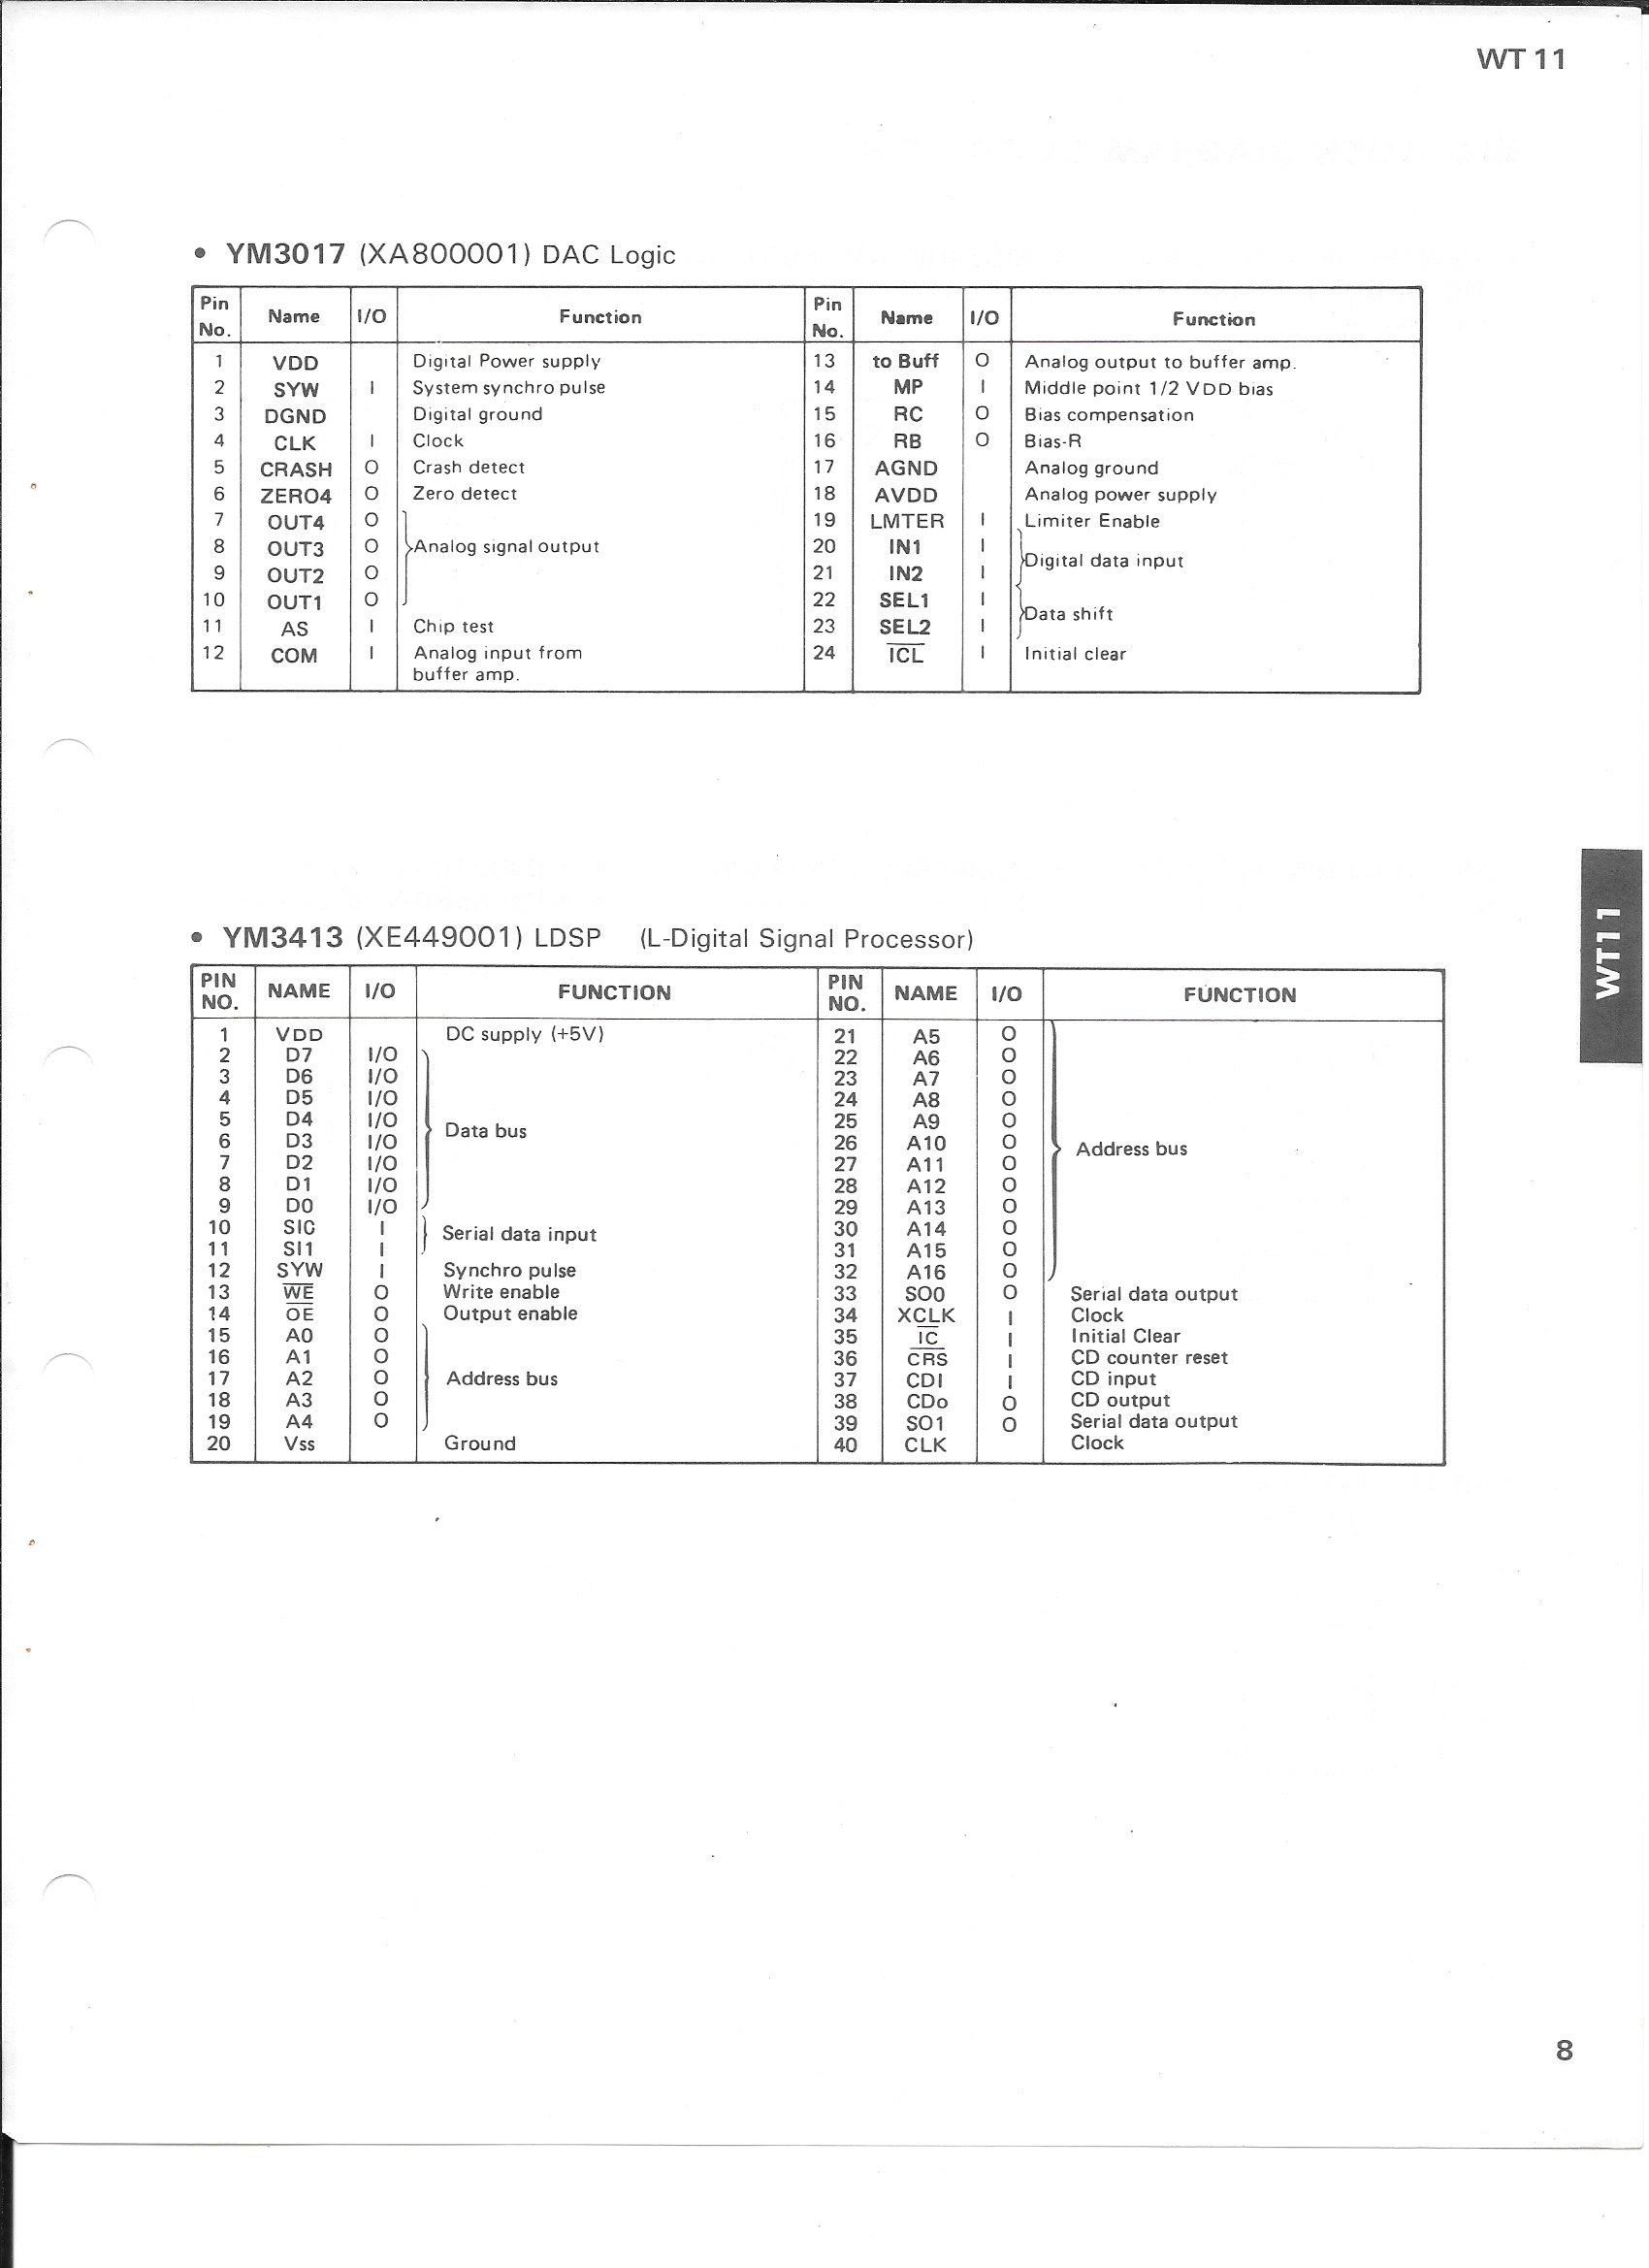 WT 11
• YM3017 (XA800001) DAC Logic
Pin No. Name I/O Function Pin No. Name I/O Function
1 VDD Digital Power supply 13 to Buff O Analog output to buffer amp.
2 SYW I System synchro pulse 14 MP I Middle point 1/2 VDD bias
3 DGND Digital ground 15 RC O Bias compensation
4 CLK I Clock 16 RB O Bias-R
5 CRASH O Crash detect 17 AGND Analog ground
6 ZERO4 O Zero detect 18 AVDD Analog power supply
7 OUT4 O 19 LMTER I Limiter Enable
8 OUT3 O Analog signal output 20 IN1 I Digital data input
9 OUT2 O 21 IN2 I
10 OUT1 O 22 SEL1 I Data shift
11 AS I Chip test 23 SEL2 I
12 COM I Analog input from 24 I̅C̅L̅ I Initial clear
buffer amp.
WT11
• YM3413 (XE449001) LDSP (L-Digital Signal Processor)
PIN NO. NAME I/O FUNCTION PIN NO. NAME I/O FUNCTION
1 VDD DC supply (+5V) 21 A5 O
2 D7 I/O 22 A6 O
3 D6 I/O 23 A7 O
4 D5 I/O 24 A8 O
5 D4 I/O Data bus 25 A9 O
6 D3 I/O 26 A10 O Address bus
7 D2 I/O 27 A11 O
8 D1 I/O 28 A12 O
9 D0 I/O 29 A13 O
10 SI0 I Serial data input 30 A14 O
11 SI1 I 31 A15 O
12 SYW I Synchro pulse 32 A16 O
13 W̅E̅ O Write enable 33 SO0 O Serial data output
14 O̅E̅ O Output enable 34 XCLK I Clock
15 A0 O 35 I̅C̅ I Initial Clear
16 A1 O 36 C̅R̅S̅ I CD counter reset
17 A2 O Address bus 37 CDI I CD input
18 A3 O 38 CDo O CD output
19 A4 O 39 SO1 O Serial data output
20 Vss Ground 40 CLK Clock
8